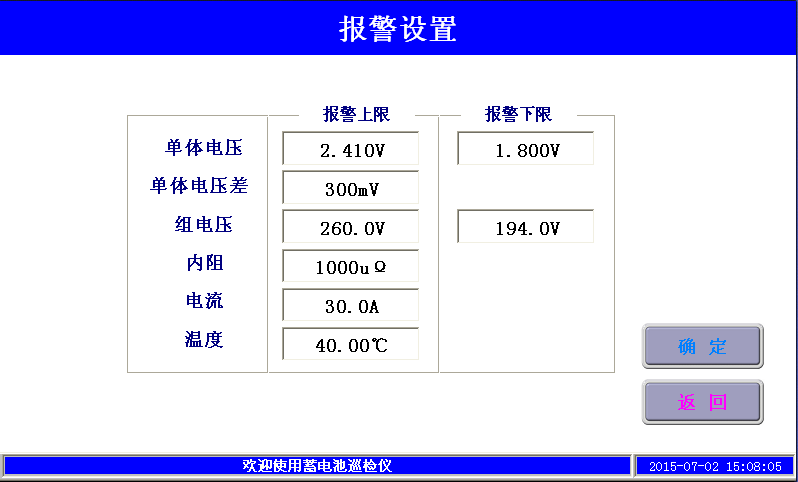 报警设置
报警上限 报警下限
单体电压 2.410V 1.800V
单体电压差 300mV
组电压 260.0V 194.0V
内阻 1000uΩ
电流 30.0A
温度 40.00℃
确 定
返 回
欢迎使用蓄电池巡检仪 2015-07-02 15:08:05